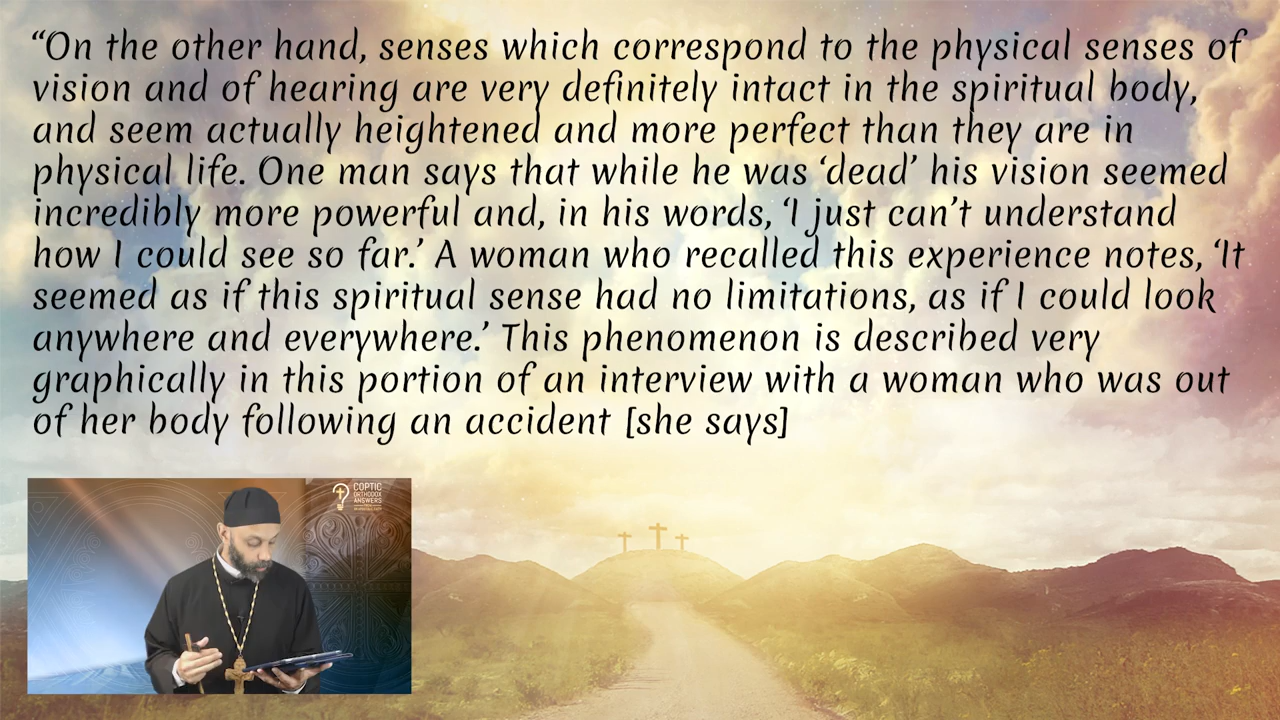 “On the other hand, senses which correspond to the physical senses of
vision and of hearing are very definitely intact in the spiritual body,
and seem actually heightened and more perfect than they are in
physical life. One man says that while he was ‘dead’ his vision seemed
incredibly more powerful and, in his words, ‘I just can’t understand
how I could see so far.’ A woman who recalled this experience notes, ‘It
seemed as if this spiritual sense had no limitations, as if I could look
anywhere and everywhere.’ This phenomenon is described very
graphically in this portion of an interview with a woman who was out
of her body following an accident [she says]
COPTIC
ORTHODOX
ANSWERS